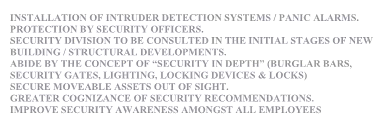 INSTALLATION OF INTRUDER DETECTION SYSTEMS / PANIC ALARMS.
PROTECTION BY SECURITY OFFICERS.
SECURITY DIVISION TO BE CONSULTED IN THE INITIAL STAGES OF NEW
BUILDING / STRUCTURAL DEVELOPMENTS.
ABIDE BY THE CONCEPT OF “SECURITY IN DEPTH” (BURGLAR BARS,
SECURITY GATES, LIGHTING, LOCKING DEVICES & LOCKS)
SECURE MOVEABLE ASSETS OUT OF SIGHT.
GREATER COGNIZANCE OF SECURITY RECOMMENDATIONS.
IMPROVE SECURITY AWARENESS AMONGST ALL EMPLOYEES